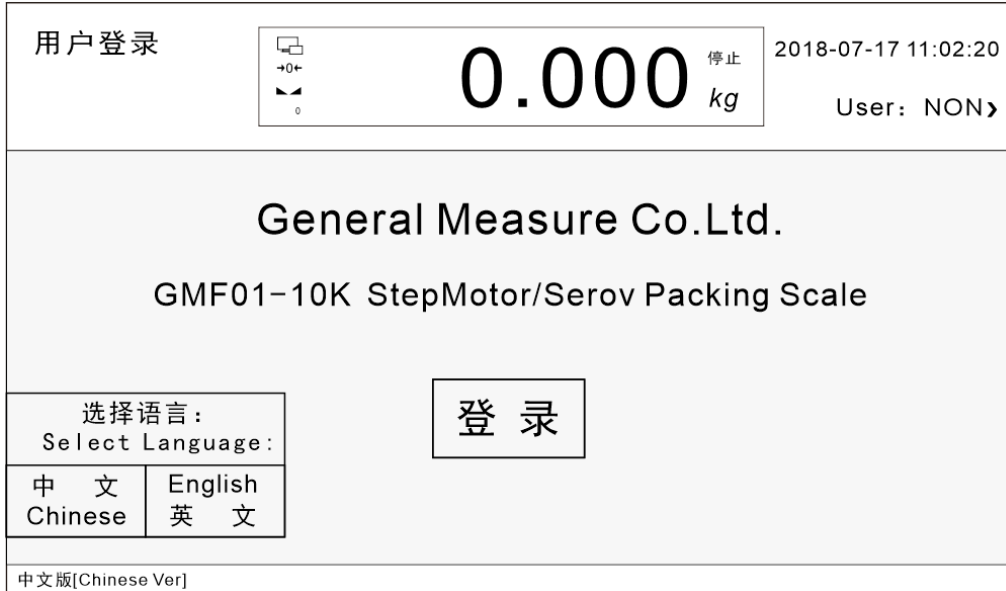 用户登录
→0←
0
0.000
停止
kg
2018-07-17 11:02:20
User：NON❯
General Measure Co.Ltd.
GMF01-10K StepMotor/Serov Packing Scale
登 录
选择语言：
Select Language:
中 文
Chinese
English
英 文
中文版[Chinese Ver]